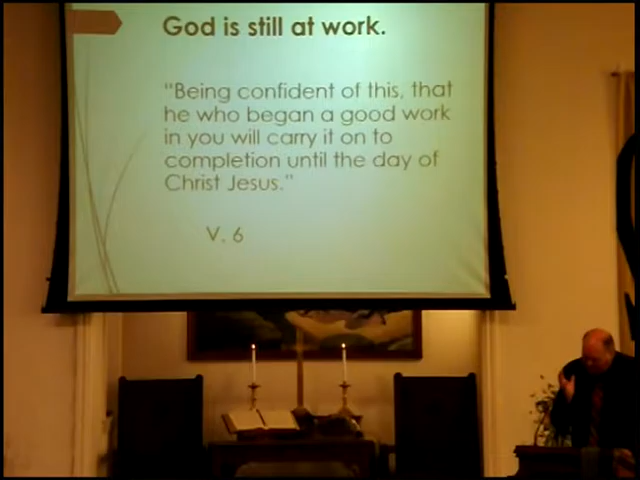 God is still at work.
"Being confident of this, that
he who began a good work
in you will carry it on to
completion until the day of
Christ Jesus."
V. 6